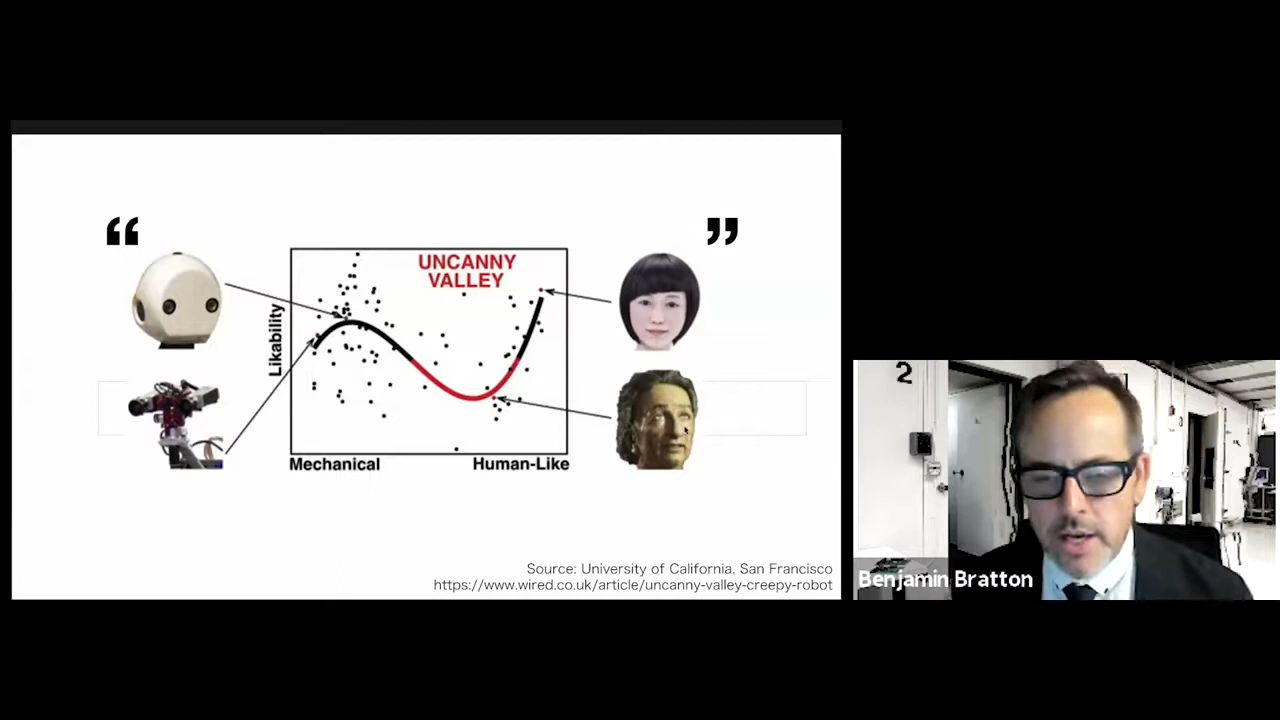 “ ”
UNCANNY
VALLEY
Likability
Mechanical Human-Like
Source: University of California, San Francisco
https://www.wired.co.uk/article/uncanny-valley-creepy-robot
2
Benjamin Bratton